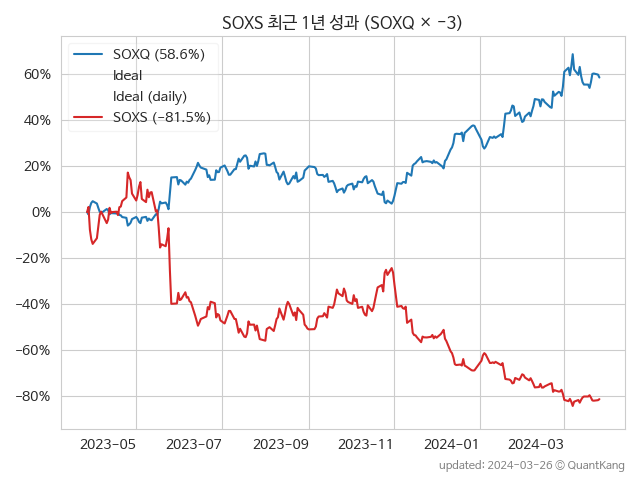 SOXS 최근 1년 성과 (SOXQ × −3)
SOXQ (58.6%)
Ideal
Ideal (daily)
SOXS (−81.5%)
60%
40%
20%
0%
−20%
−40%
−60%
−80%
2023−05 2023−07 2023−09 2023−11 2024−01 2024−03
updated: 2024-03-26 © QuantKang